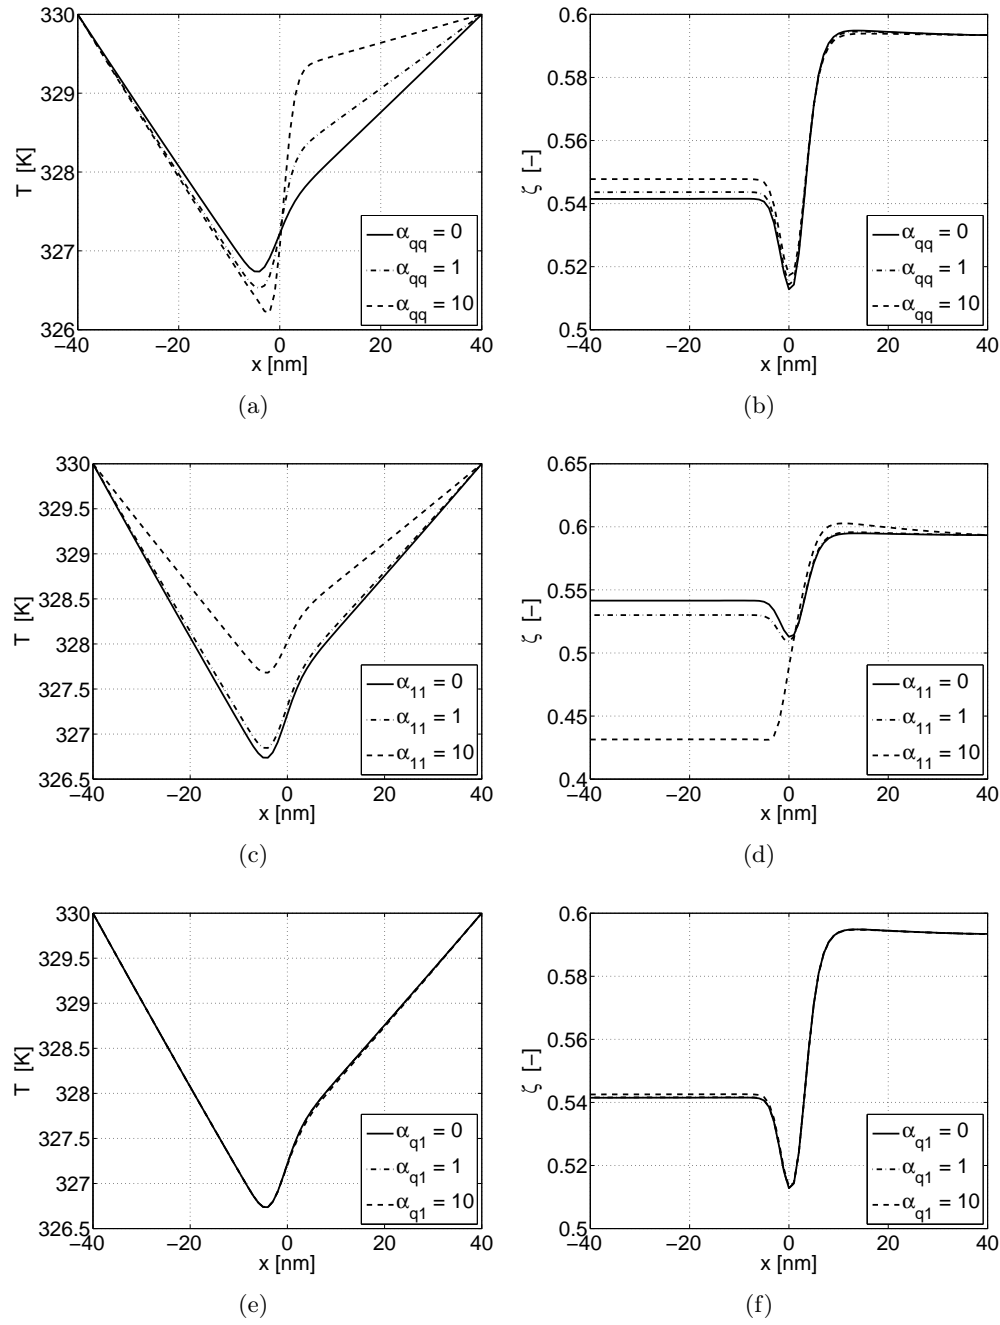 330
329
328
327
326
T [K]
−40
−20
0
20
40
x [nm]
α_qq = 0
α_qq = 1
α_qq = 10
(a)
0.6
0.58
0.56
0.54
0.52
0.5
ζ [−]
−40
−20
0
20
40
x [nm]
α_qq = 0
α_qq = 1
α_qq = 10
(b)
330
329.5
329
328.5
328
327.5
327
326.5
T [K]
−40
−20
0
20
40
x [nm]
α_11 = 0
α_11 = 1
α_11 = 10
(c)
0.65
0.6
0.55
0.5
0.45
0.4
ζ [−]
−40
−20
0
20
40
x [nm]
α_11 = 0
α_11 = 1
α_11 = 10
(d)
330
329.5
329
328.5
328
327.5
327
326.5
T [K]
−40
−20
0
20
40
x [nm]
α_q1 = 0
α_q1 = 1
α_q1 = 10
(e)
0.6
0.58
0.56
0.54
0.52
0.5
ζ [−]
−40
−20
0
20
40
x [nm]
α_q1 = 0
α_q1 = 1
α_q1 = 10
(f)